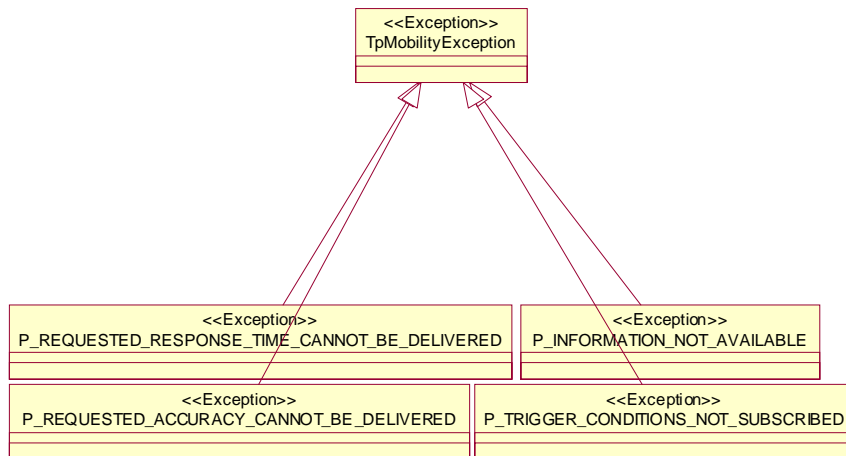 <<Exception>>
TpMobilityException
<<Exception>>
P_REQUESTED_RESPONSE_TIME_CANNOT_BE_DELIVERED
<<Exception>>
P_INFORMATION_NOT_AVAILABLE
<<Exception>>
P_REQUESTED_ACCURACY_CANNOT_BE_DELIVERED
<<Exception>>
P_TRIGGER_CONDITIONS_NOT_SUBSCRIBED